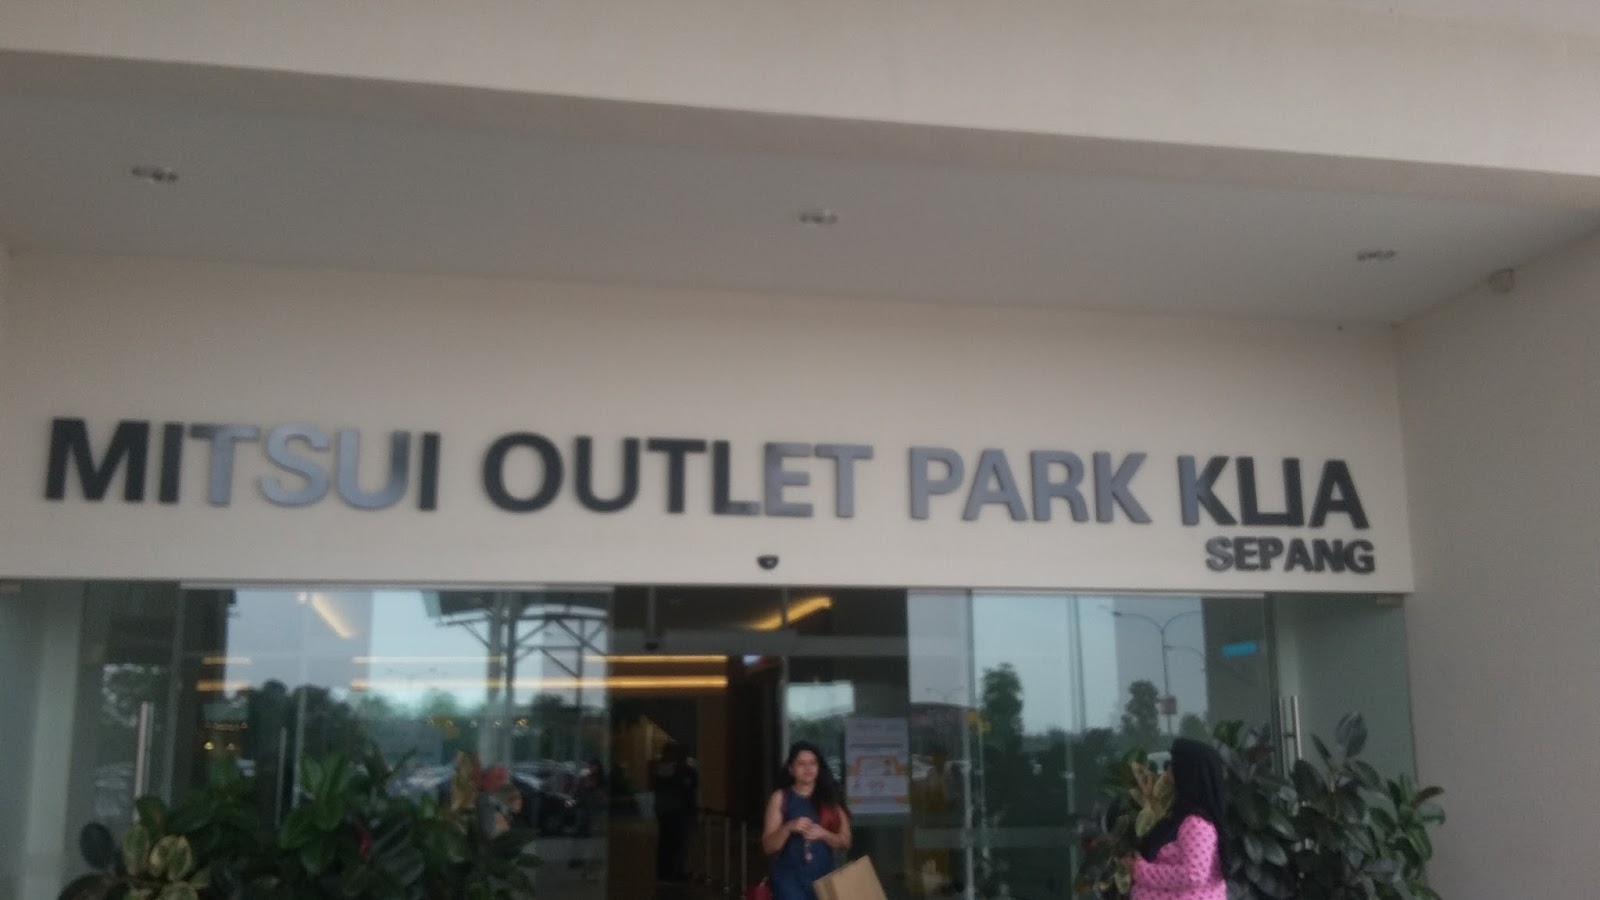 MITSUI OUTLET PARK KLIA
SEPANG